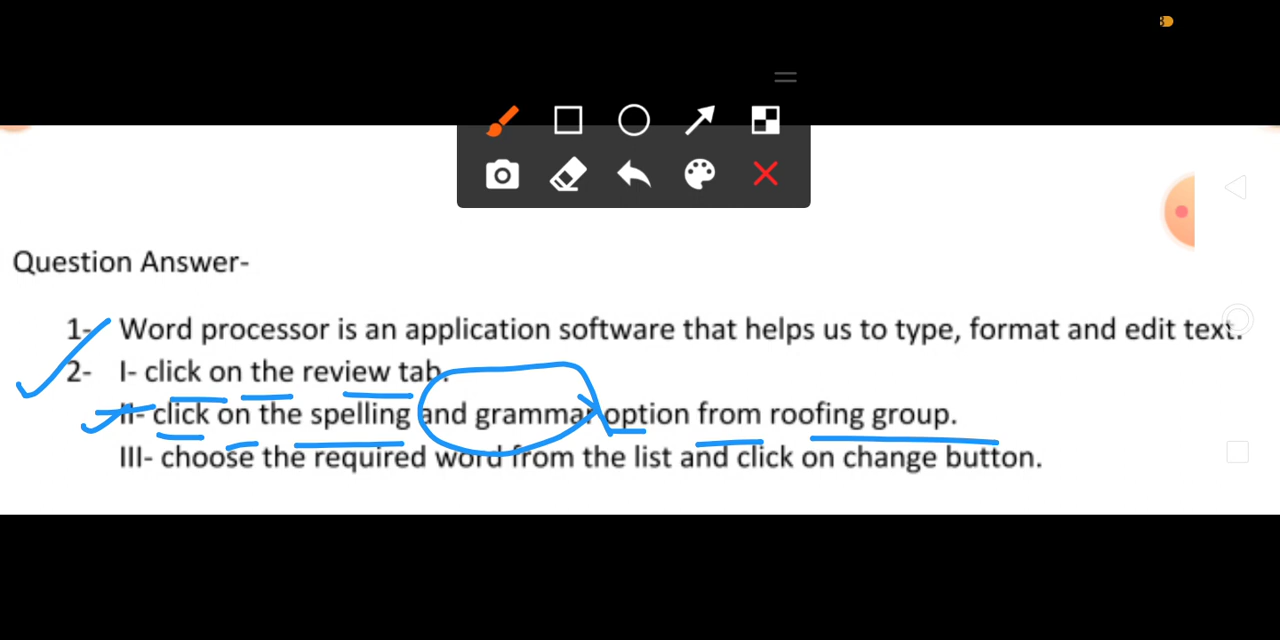 Question Answer-
1- Word processor is an application software that helps us to type, format and edit text.
2- I- click on the review tab.
II- click on the spelling and grammar option from roofing group.
III- choose the required word from the list and click on change button.